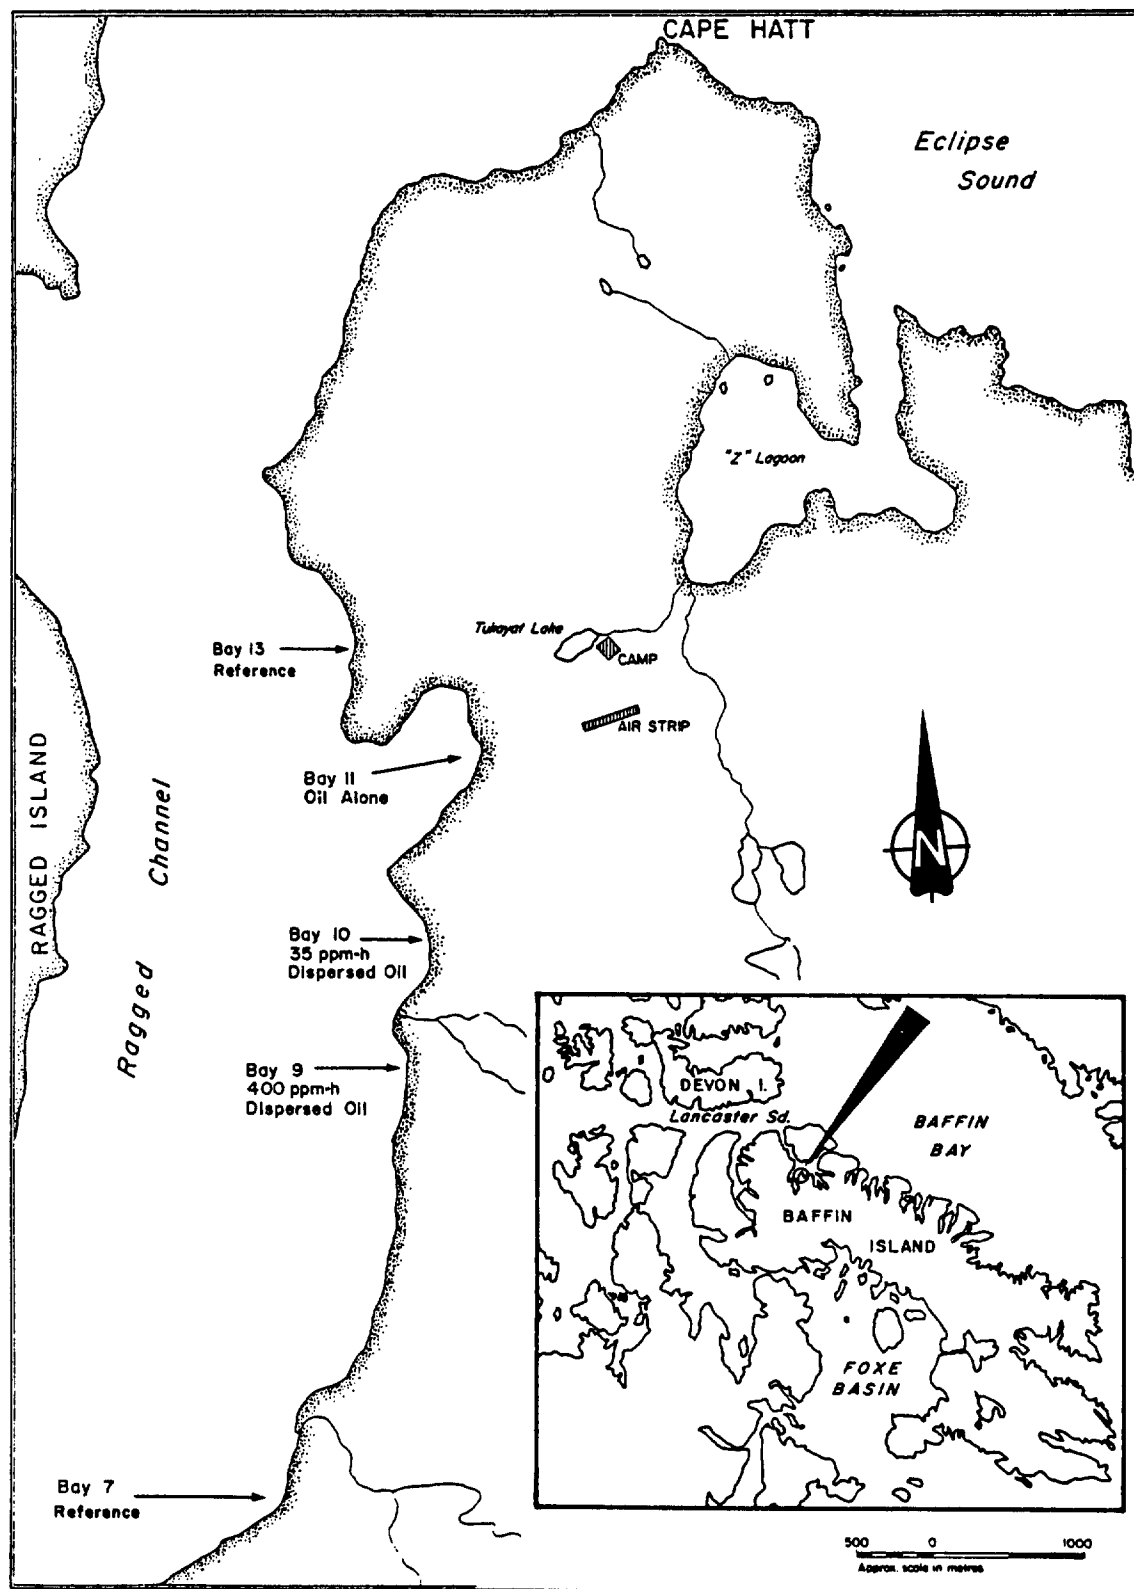 CAPE HATT
Eclipse
Sound
"Z" Lagoon
Tukayat Lake
CAMP
AIR STRIP
Bay 13
Reference
Bay 11
Oil Alone
RAGGED ISLAND
Ragged Channel
N
Bay 10
35 ppm-h
Dispersed Oil
Bay 9
400 ppm-h
Dispersed Oil
DEVON I.
Lancaster Sd.
BAFFIN
BAY
BAFFIN
ISLAND
FOXE
BASIN
Bay 7
Reference
500 0 1000
Approx. scale in metres